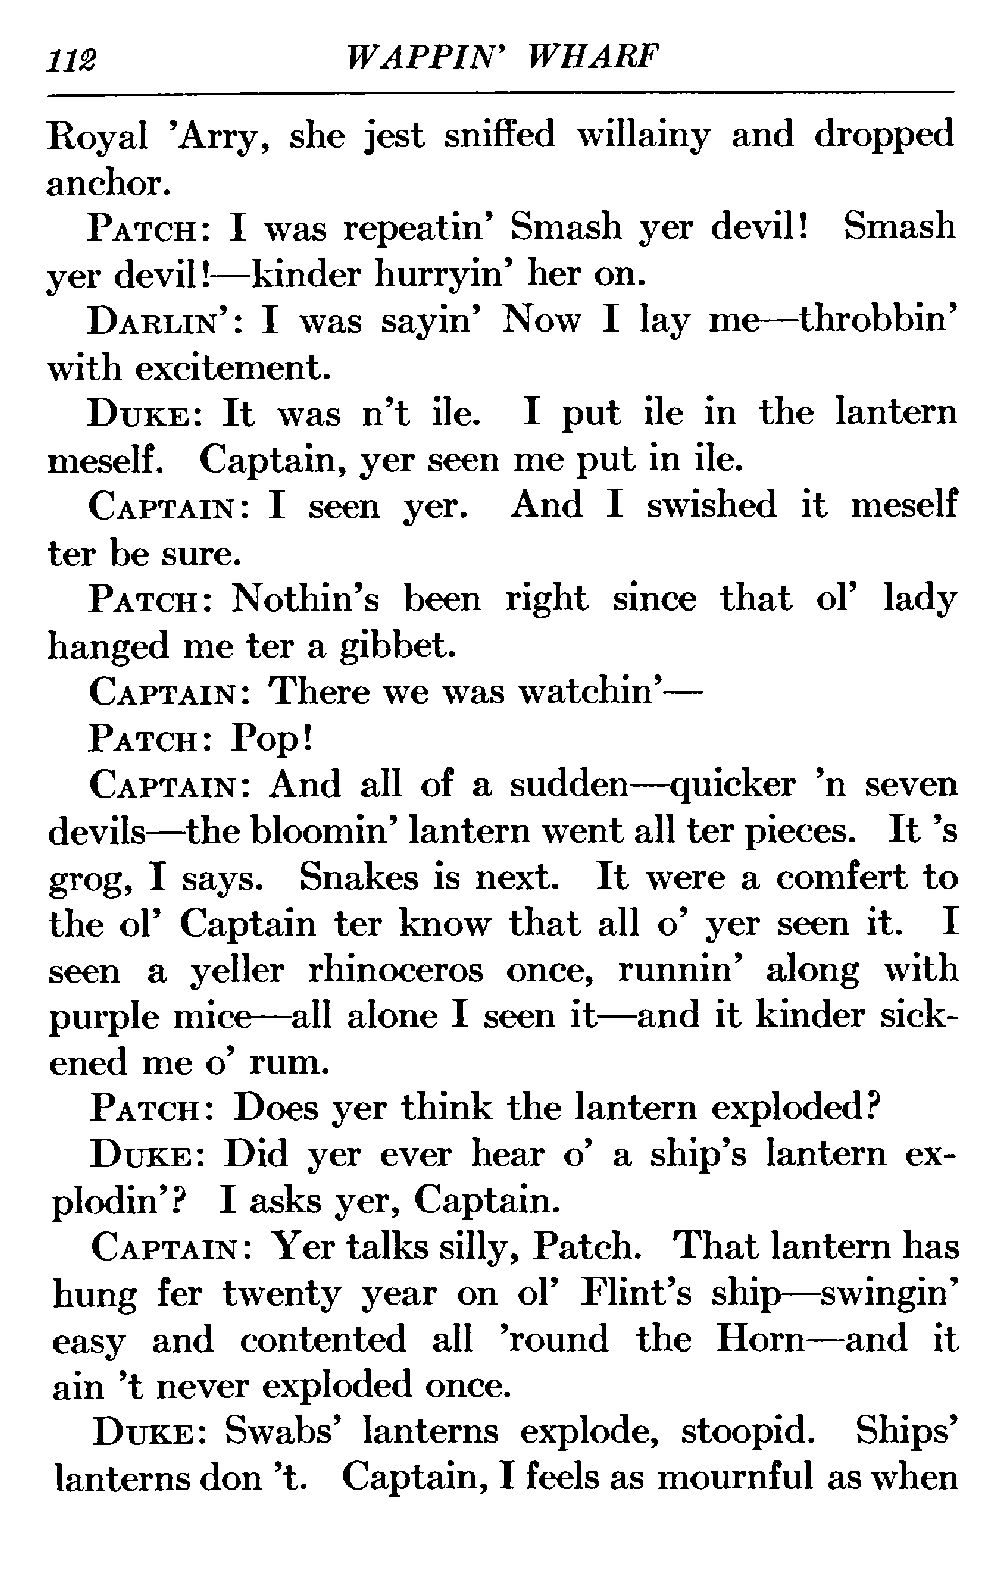 112 WAPPIN' WHARF
Royal 'Arry, she jest sniffed willainy and dropped
anchor.
PATCH: I was repeatin' Smash yer devil! Smash
yer devil!—kinder hurryin' her on.
DARLIN': I was sayin' Now I lay me—throbbin'
with excitement.
DUKE: It was n't ile. I put ile in the lantern
meself. Captain, yer seen me put in ile.
CAPTAIN: I seen yer. And I swished it meself
ter be sure.
PATCH: Nothin's been right since that ol' lady
hanged me ter a gibbet.
CAPTAIN: There we was watchin'—
PATCH: Pop!
CAPTAIN: And all of a sudden—quicker 'n seven
devils—the bloomin' lantern went all ter pieces. It 's
grog, I says. Snakes is next. It were a comfert to
the ol' Captain ter know that all o' yer seen it. I
seen a yeller rhinoceros once, runnin' along with
purple mice—all alone I seen it—and it kinder sick-
ened me o' rum.
PATCH: Does yer think the lantern exploded?
DUKE: Did yer ever hear o' a ship's lantern ex-
plodin'? I asks yer, Captain.
CAPTAIN: Yer talks silly, Patch. That lantern has
hung fer twenty year on ol' Flint's ship—swingin'
easy and contented all 'round the Horn—and it
ain 't never exploded once.
DUKE: Swabs' lanterns explode, stoopid. Ships'
lanterns don 't. Captain, I feels as mournful as when